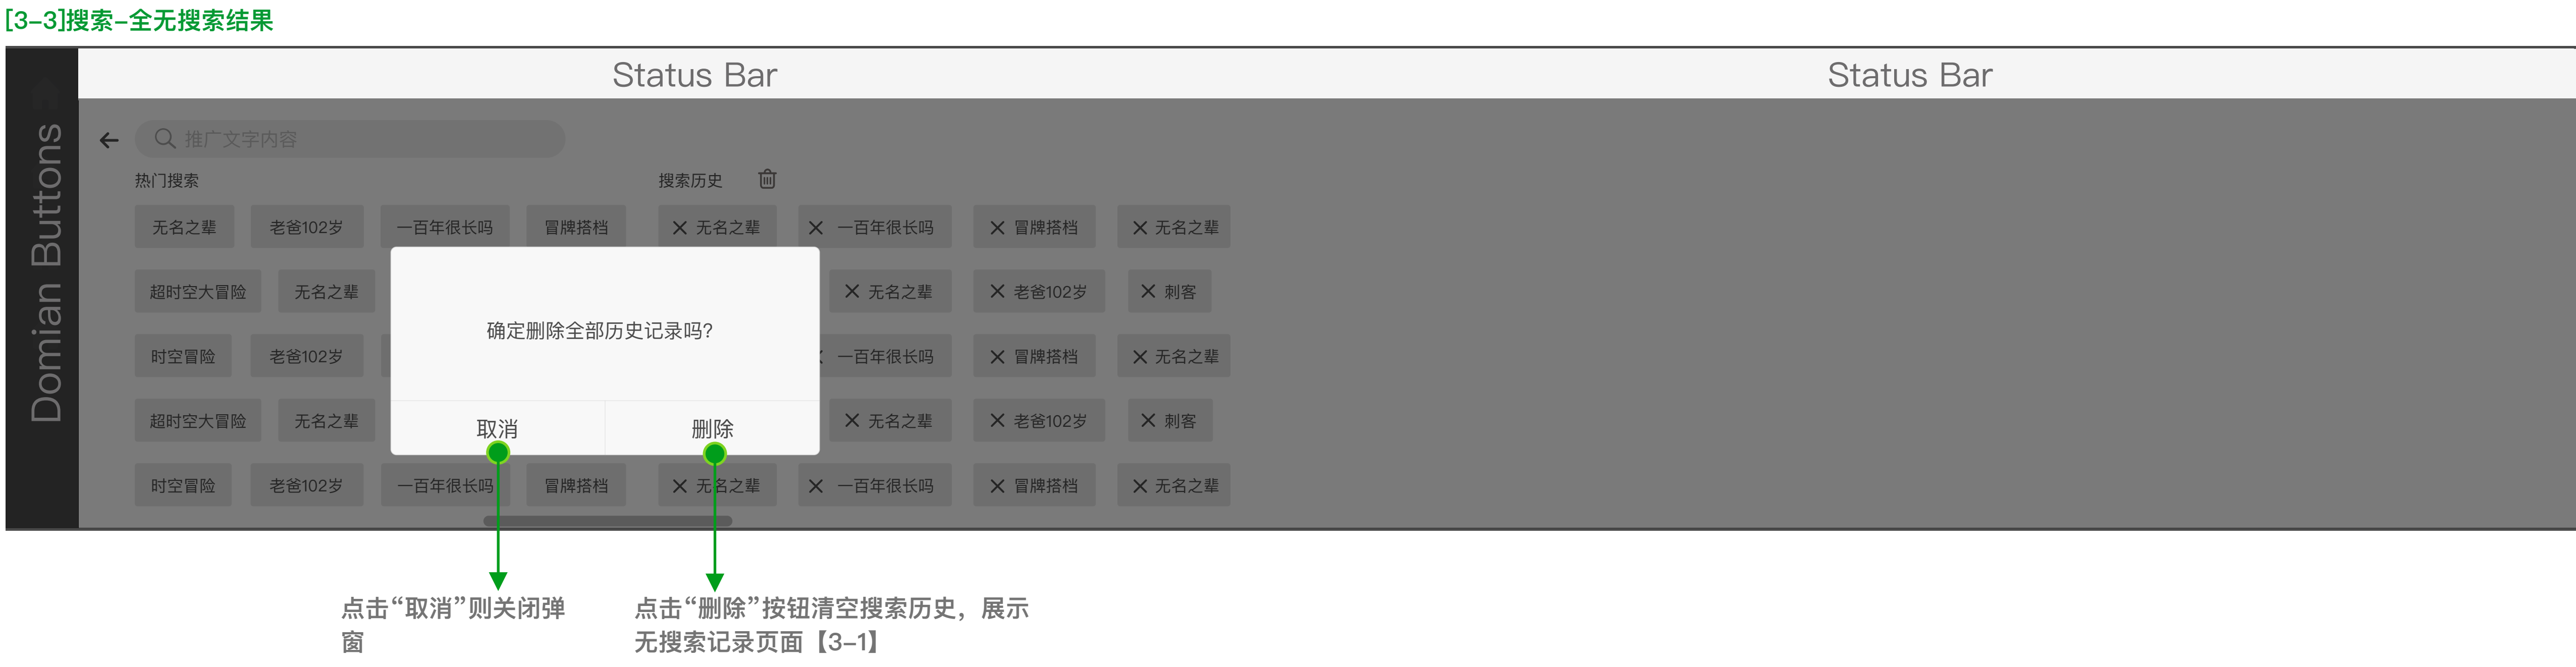 [3-3]搜索-全无搜索结果
Status Bar
Status Bar
Domian Buttons
推广文字内容
热门搜索
搜索历史
无名之辈
老爸102岁
一百年很长吗
冒牌搭档
无名之辈
一百年很长吗
冒牌搭档
无名之辈
超时空大冒险
无名之辈
无名之辈
老爸102岁
刺客
确定删除全部历史记录吗?
时空冒险
老爸102岁
一百年很长吗
冒牌搭档
无名之辈
超时空大冒险
无名之辈
无名之辈
老爸102岁
刺客
取消
删除
时空冒险
老爸102岁
一百年很长吗
冒牌搭档
无名之辈
一百年很长吗
冒牌搭档
无名之辈
点击“取消”则关闭弹
窗
点击“删除”按钮清空搜索历史，展示
无搜索记录页面【3-1】